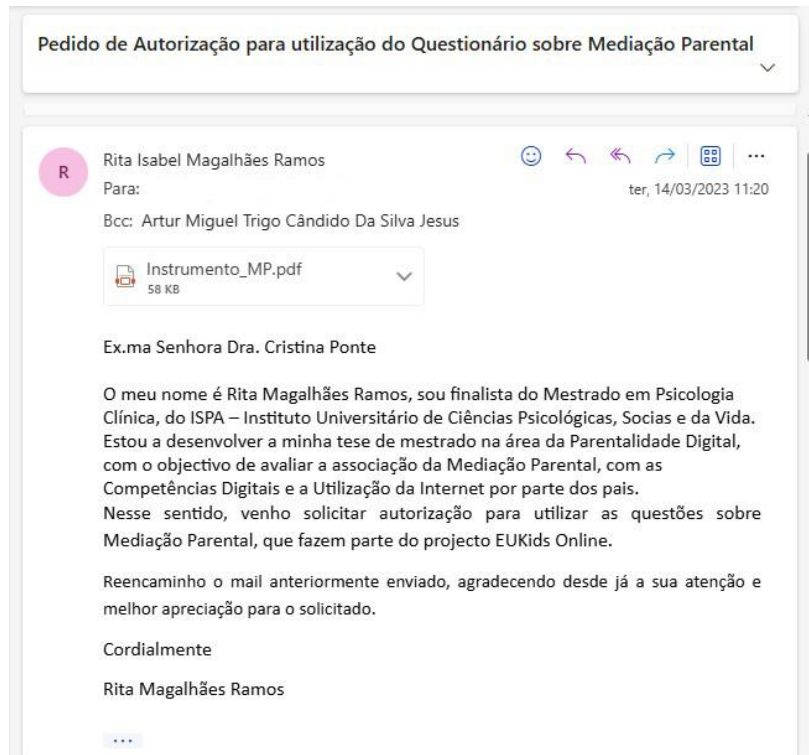 Pedido de Autorização para utilização do Questionário sobre Mediação Parental
R
Rita Isabel Magalhães Ramos
Para:
ter, 14/03/2023 11:20
Bcc: Artur Miguel Trigo Cândido Da Silva Jesus
Instrumento_MP.pdf
58 KB
Ex.ma Senhora Dra. Cristina Ponte
O meu nome é Rita Magalhães Ramos, sou finalista do Mestrado em Psicologia
Clínica, do ISPA – Instituto Universitário de Ciências Psicológicas, Socias e da Vida.
Estou a desenvolver a minha tese de mestrado na área da Parentalidade Digital,
com o objectivo de avaliar a associação da Mediação Parental, com as
Competências Digitais e a Utilização da Internet por parte dos pais.
Nesse sentido, venho solicitar autorização para utilizar as questões sobre
Mediação Parental, que fazem parte do projecto EUKids Online.
Reencaminho o mail anteriormente enviado, agradecendo desde já a sua atenção e
melhor apreciação para o solicitado.
Cordialmente
Rita Magalhães Ramos